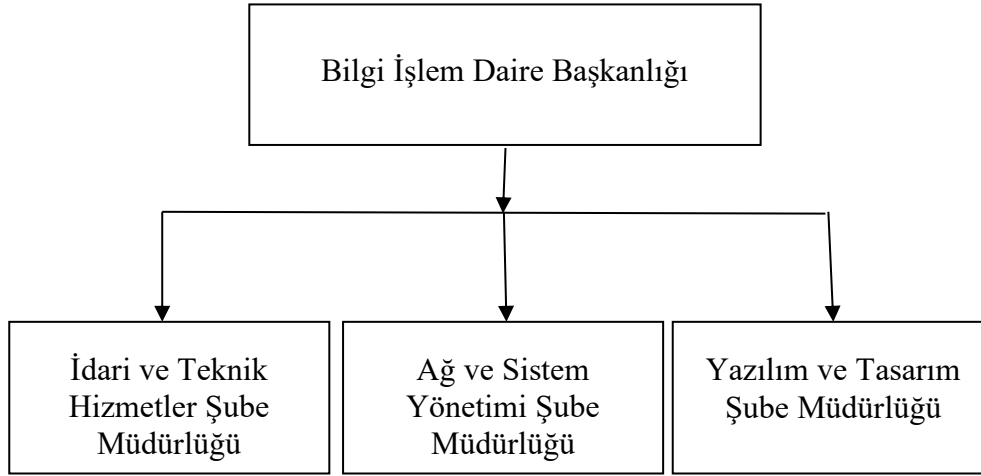 Bilgi İşlem Daire Başkanlığı
İdari ve Teknik
Hizmetler Şube
Müdürlüğü
Ağ ve Sistem
Yönetimi Şube
Müdürlüğü
Yazılım ve Tasarım
Şube Müdürlüğü